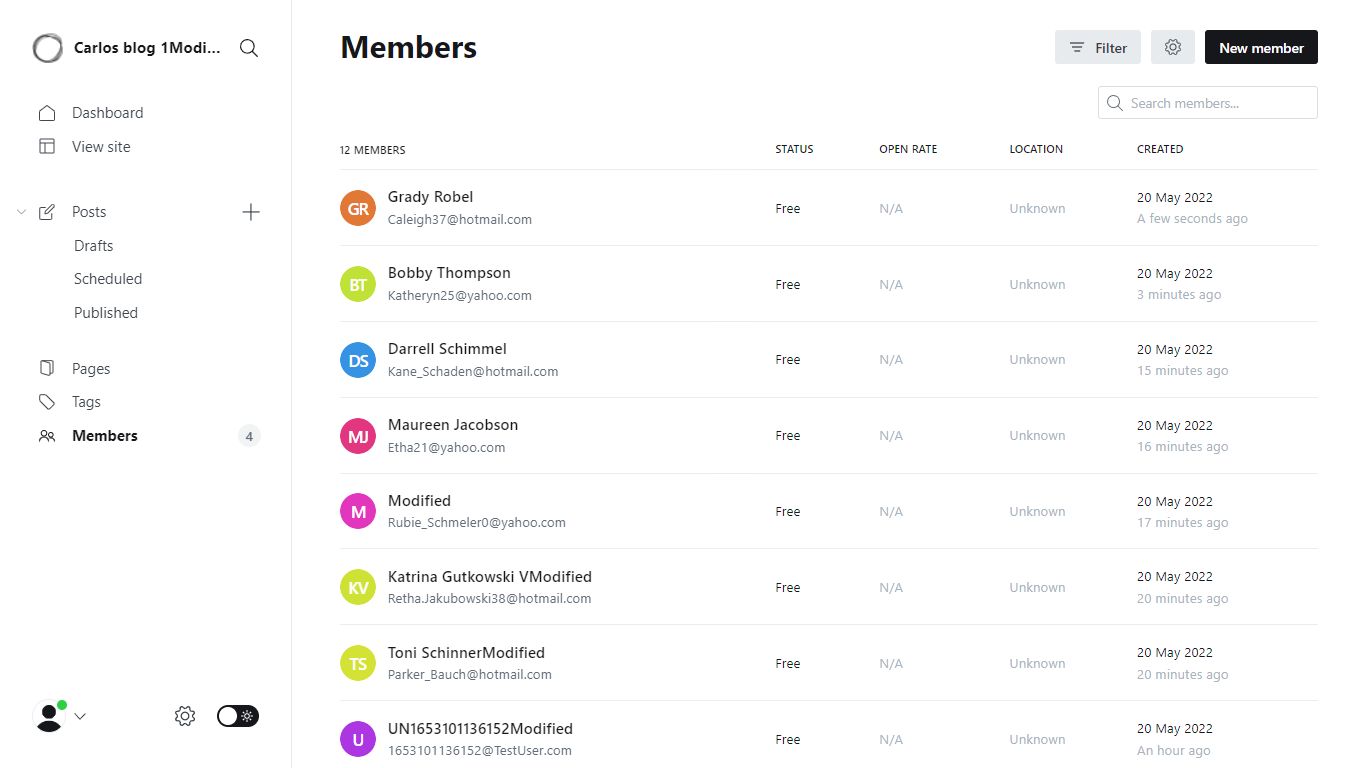 Carlos blog 1Modi...
Dashboard
View site
Posts
Drafts
Scheduled
Published
Pages
Tags
Members 4
Members
Filter
New member
Search members...
12 MEMBERS STATUS OPEN RATE LOCATION CREATED
GR Grady Robel Caleigh37@hotmail.com Free N/A Unknown 20 May 2022 A few seconds ago
BT Bobby Thompson Katheryn25@yahoo.com Free N/A Unknown 20 May 2022 3 minutes ago
DS Darrell Schimmel Kane_Schaden@hotmail.com Free N/A Unknown 20 May 2022 15 minutes ago
MJ Maureen Jacobson Etha21@yahoo.com Free N/A Unknown 20 May 2022 16 minutes ago
M Modified Rubie_Schmeler0@yahoo.com Free N/A Unknown 20 May 2022 17 minutes ago
KV Katrina Gutkowski VModified Retha.Jakubowski38@hotmail.com Free N/A Unknown 20 May 2022 20 minutes ago
TS Toni SchinnerModified Parker_Bauch@hotmail.com Free N/A Unknown 20 May 2022 20 minutes ago
U UN1653101136152Modified 1653101136152@TestUser.com Free N/A Unknown 20 May 2022 An hour ago